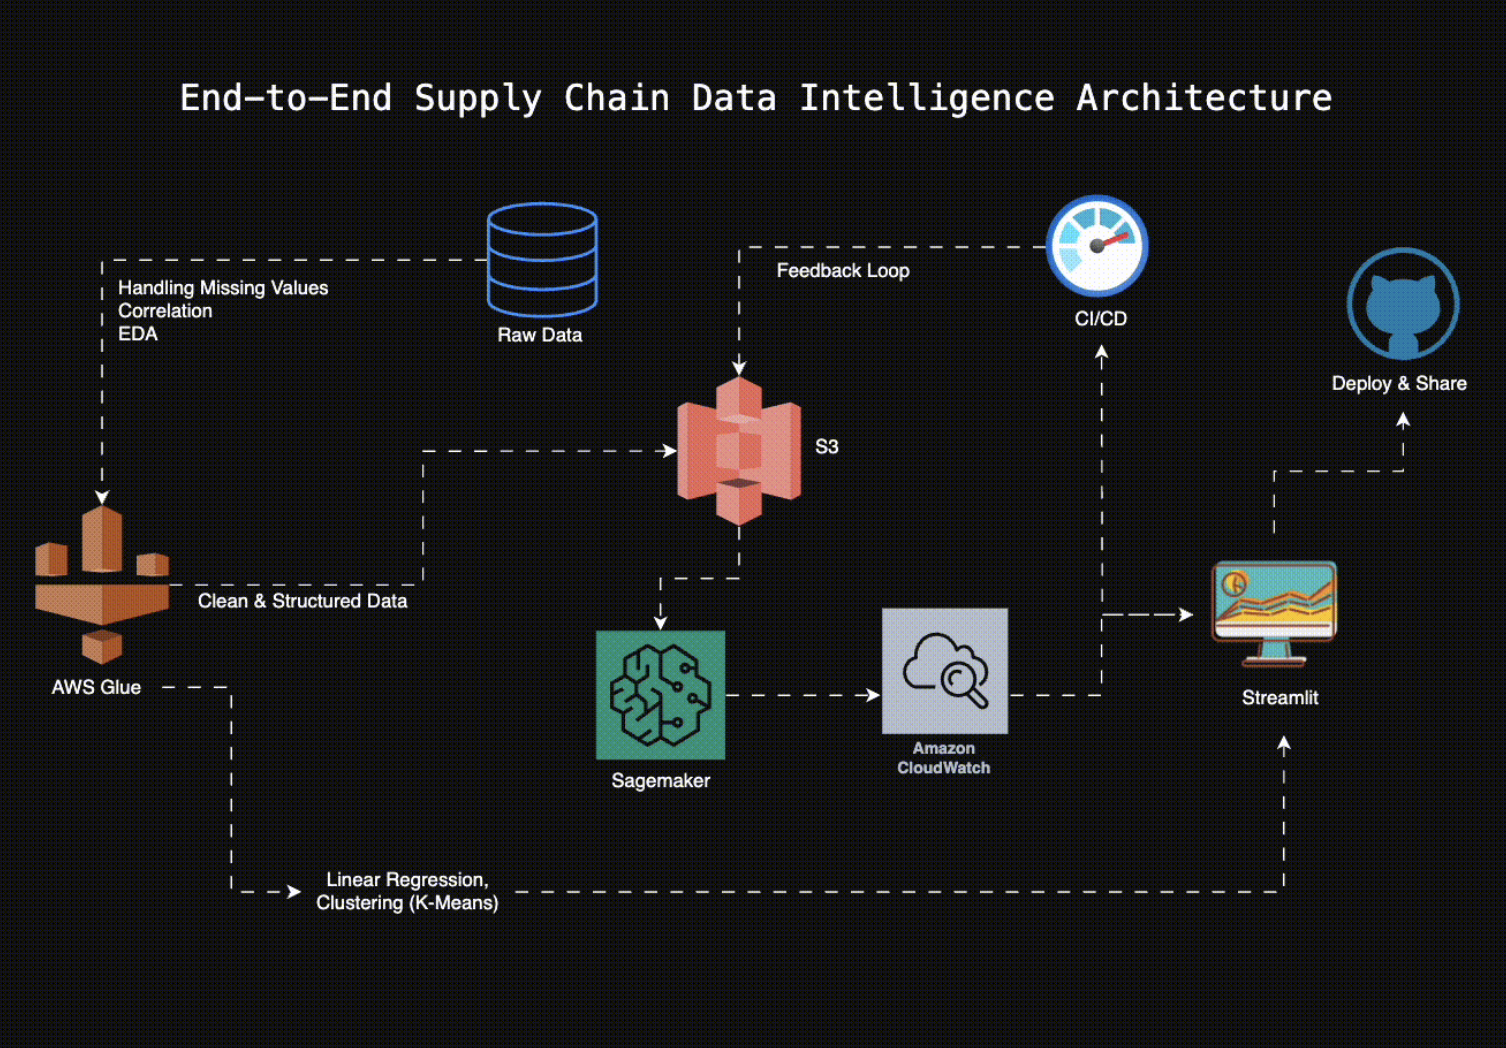 End-to-End Supply Chain Data Intelligence Architecture
Handling Missing Values
Correlation
EDA
Raw Data
Feedback Loop
CI/CD
Deploy & Share
S3
Clean & Structured Data
AWS Glue
Sagemaker
Amazon
CloudWatch
Streamlit
Linear Regression,
Clustering (K-Means)